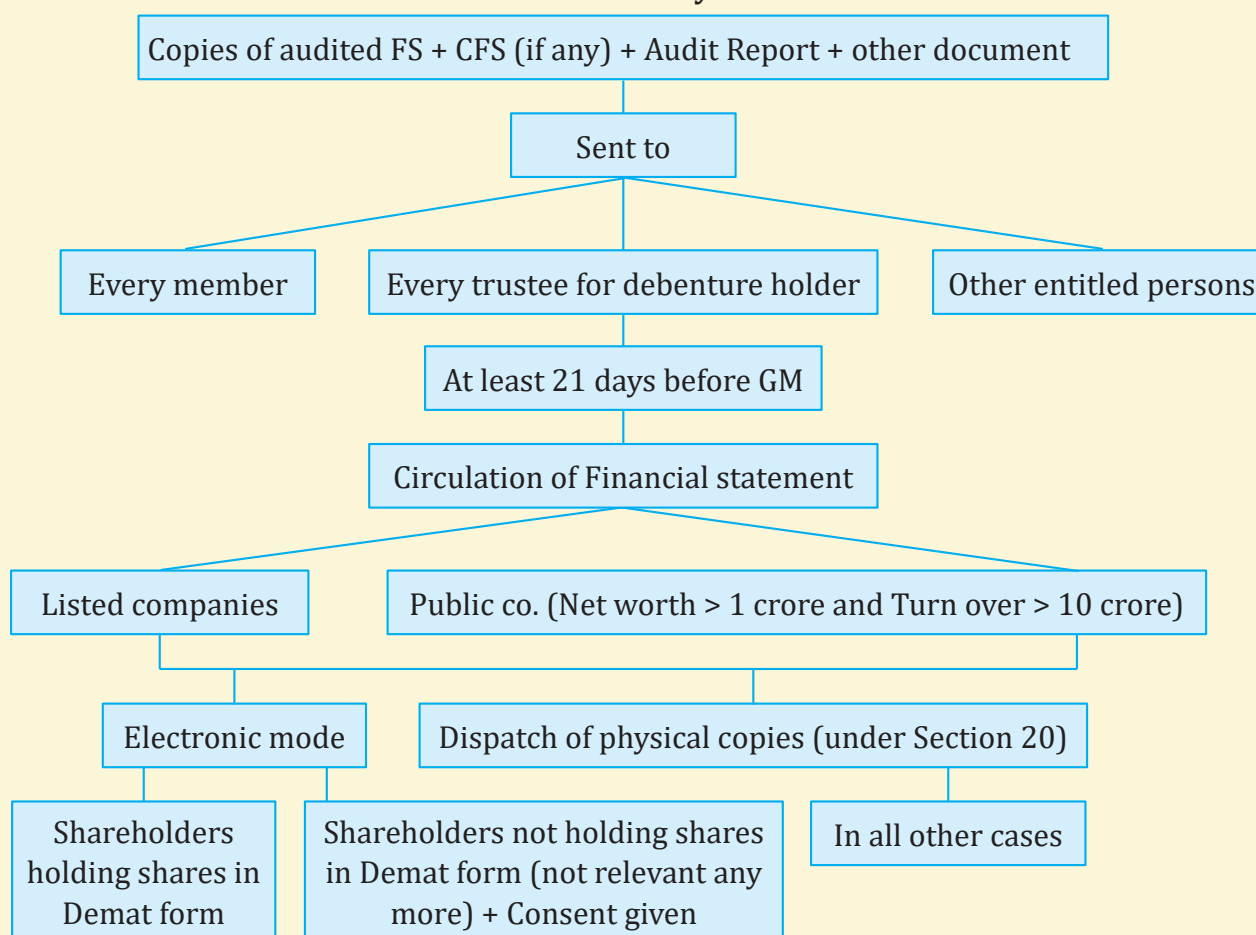 Copies of audited FS + CFS (if any) + Audit Report + other document
Sent to
Every member
Every trustee for debenture holder
Other entitled persons
At least 21 days before GM
Circulation of Financial statement
Listed companies
Public co. (Net worth > 1 crore and Turn over > 10 crore)
Electronic mode
Dispatch of physical copies (under Section 20)
Shareholders
holding shares in
Demat form
Shareholders not holding shares
in Demat form (not relevant any
more) + Consent given
In all other cases